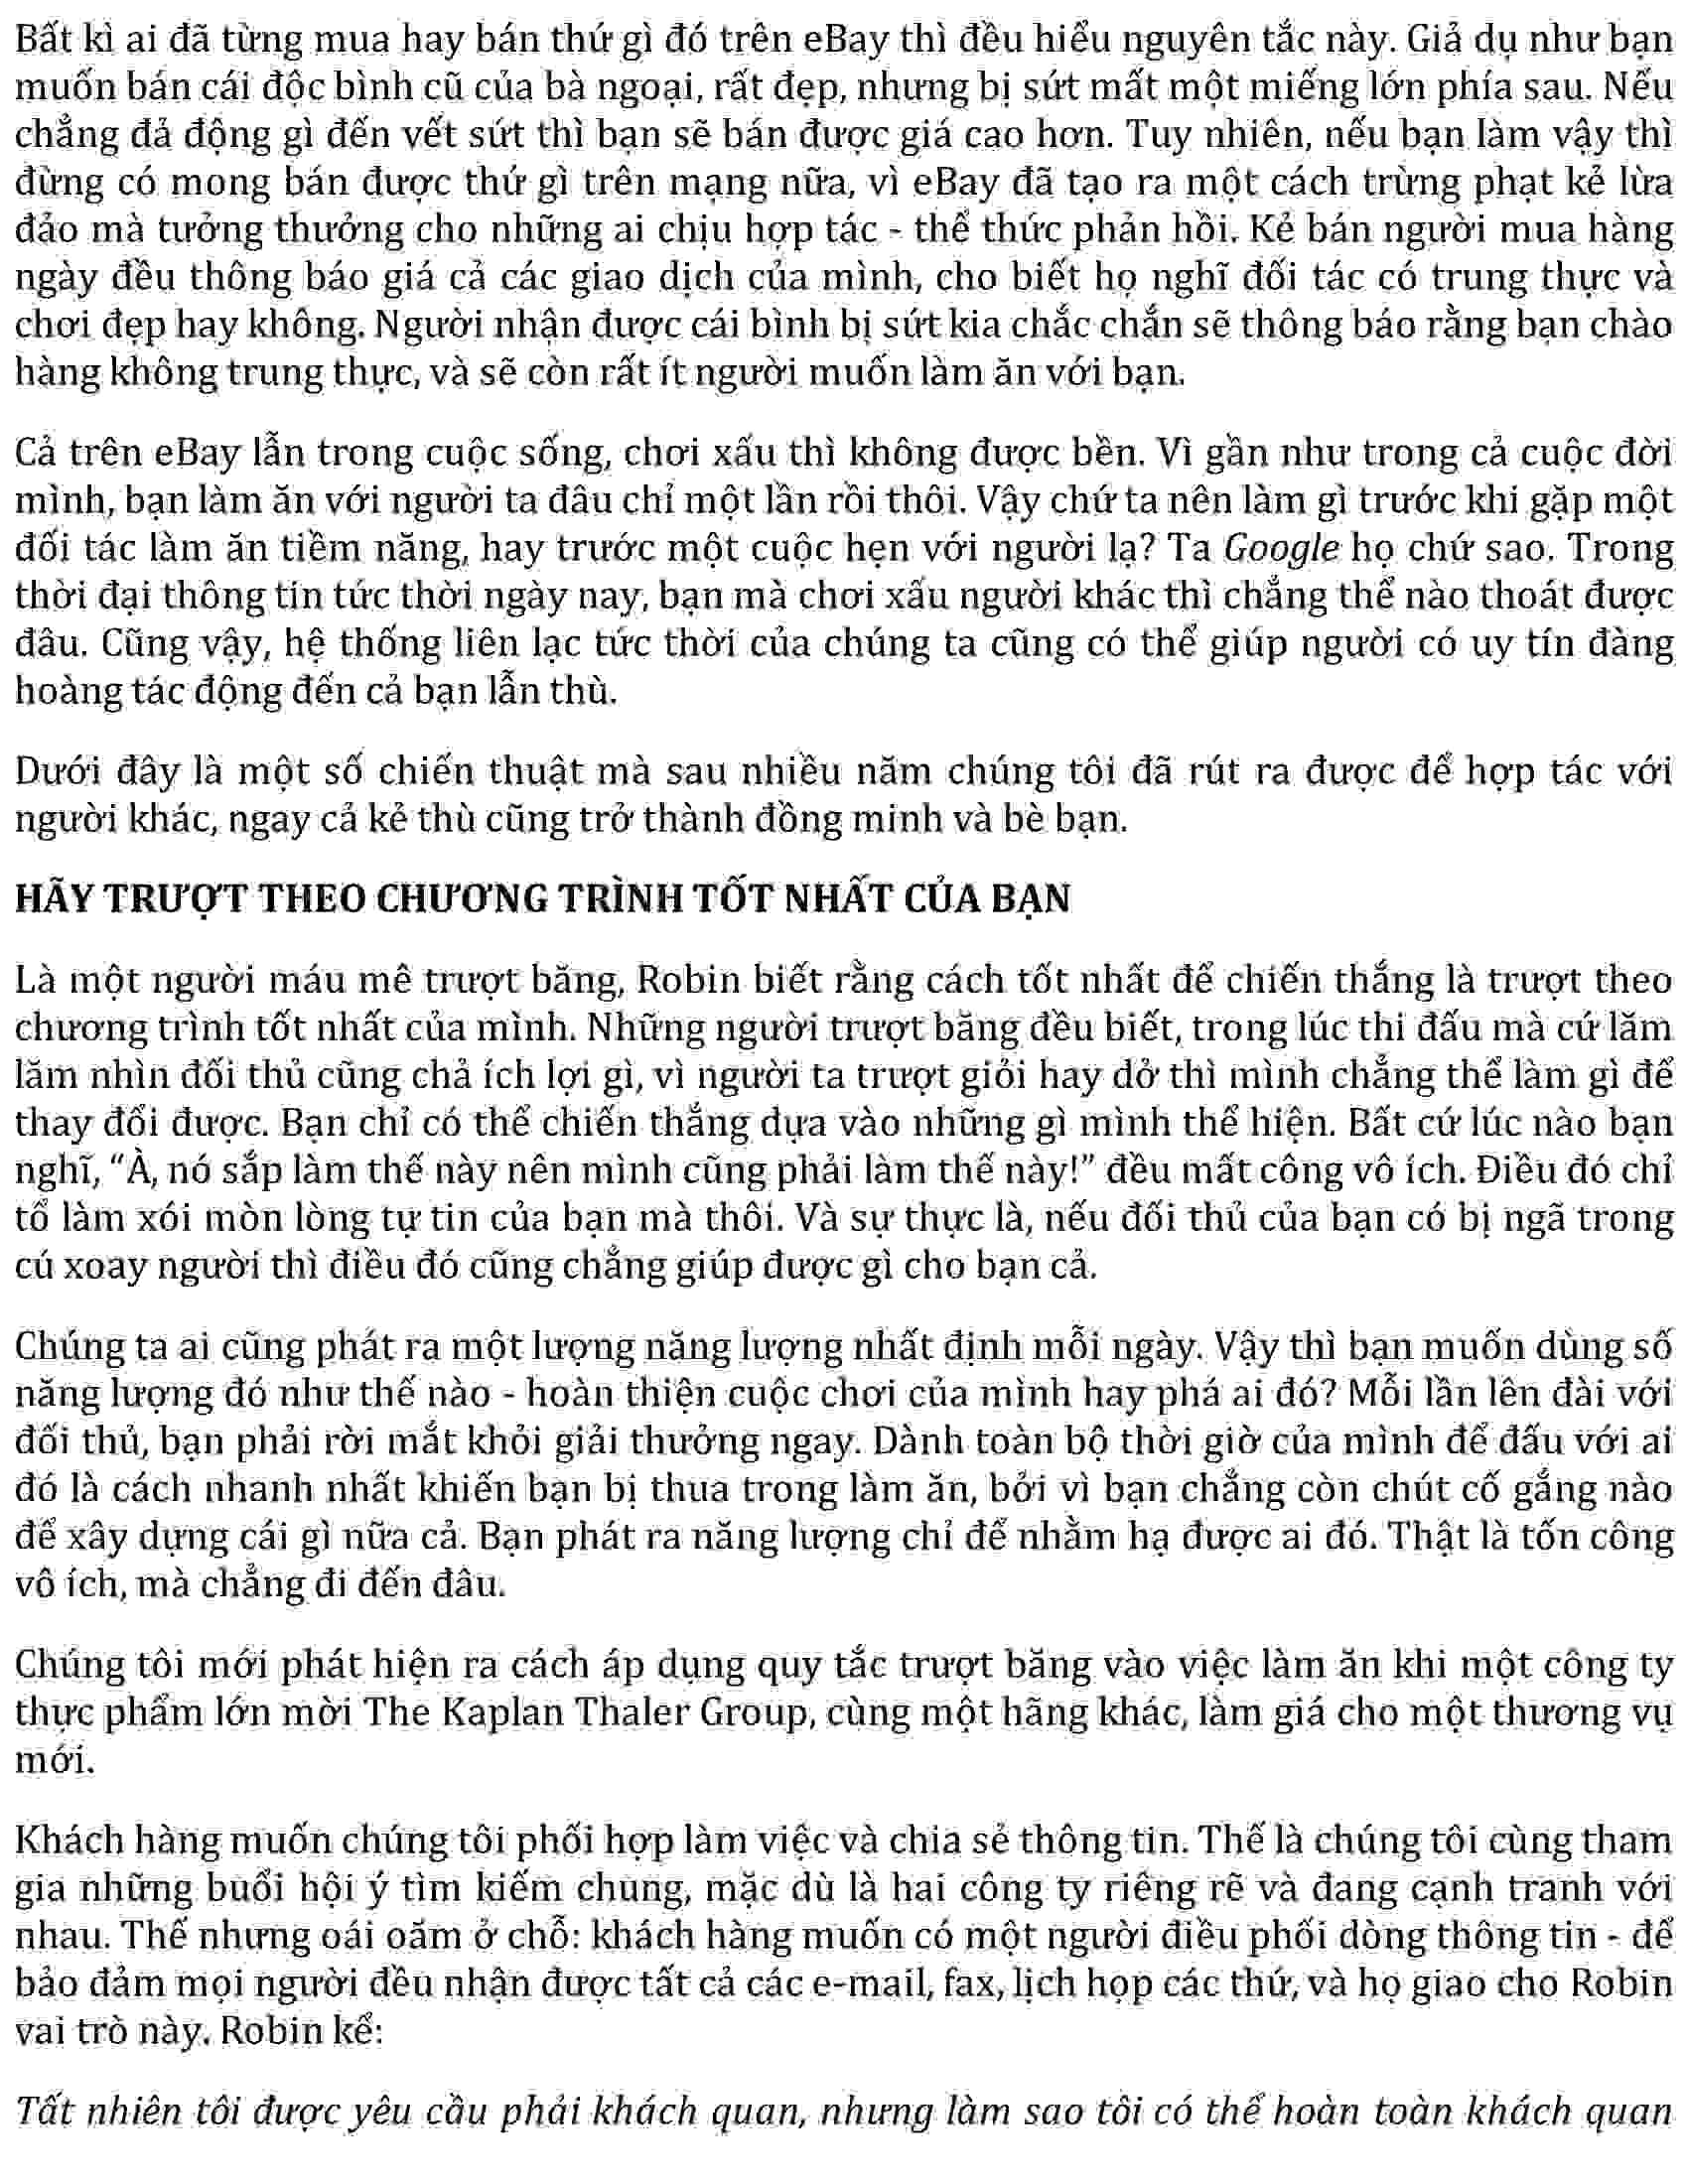 Bất kì ai đã từng mua hay bán thứ gì đó trên eBay thì đều hiểu nguyên tắc này. Giả dụ như bạn
muốn bán cái độc bình cũ của bà ngoại, rất đẹp, nhưng bị sứt mất một miếng lớn phía sau. Nếu
chẳng đả động gì đến vết sứt thì bạn sẽ bán được giá cao hơn. Tuy nhiên, nếu bạn làm vậy thì
đừng có mong bán được thứ gì trên mạng nữa, vì eBay đã tạo ra một cách trừng phạt kẻ lừa
đảo mà tưởng thưởng cho những ai chịu hợp tác - thể thức phản hồi. Kẻ bán người mua hàng
ngày đều thông báo giá cả các giao dịch của mình, cho biết họ nghĩ đối tác có trung thực và
chơi đẹp hay không. Người nhận được cái bình bị sứt kia chắc chắn sẽ thông báo rằng bạn chào
hàng không trung thực, và sẽ còn rất ít người muốn làm ăn với bạn.
Cả trên eBay lẫn trong cuộc sống, chơi xấu thì không được bền. Vì gần như trong cả cuộc đời
mình, bạn làm ăn với người ta đâu chỉ một lần rồi thôi. Vậy chứ ta nên làm gì trước khi gặp một
đối tác làm ăn tiềm năng, hay trước một cuộc hẹn với người lạ? Ta Google họ chứ sao. Trong
thời đại thông tin tức thời ngày nay, bạn mà chơi xấu người khác thì chẳng thể nào thoát được
đâu. Cũng vậy, hệ thống liên lạc tức thời của chúng ta cũng có thể giúp người có uy tín đàng
hoàng tác động đến cả bạn lẫn thù.
Dưới đây là một số chiến thuật mà sau nhiều năm chúng tôi đã rút ra được để hợp tác với
người khác, ngay cả kẻ thù cũng trở thành đồng minh và bè bạn.
HÃY TRƯỢT THEO CHƯƠNG TRÌNH TỐT NHẤT CỦA BẠN
Là một người máu mê trượt băng, Robin biết rằng cách tốt nhất để chiến thắng là trượt theo
chương trình tốt nhất của mình. Những người trượt băng đều biết, trong lúc thi đấu mà cứ lăm
lăm nhìn đối thủ cũng chả ích lợi gì, vì người ta trượt giỏi hay dở thì mình chẳng thể làm gì để
thay đổi được. Bạn chỉ có thể chiến thắng dựa vào những gì mình thể hiện. Bất cứ lúc nào bạn
nghĩ, “À, nó sắp làm thế này nên mình cũng phải làm thế này!” đều mất công vô ích. Điều đó chỉ
tổ làm xói mòn lòng tự tin của bạn mà thôi. Và sự thực là, nếu đối thủ của bạn có bị ngã trong
cú xoay người thì điều đó cũng chẳng giúp được gì cho bạn cả.
Chúng ta ai cũng phát ra một lượng năng lượng nhất định mỗi ngày. Vậy thì bạn muốn dùng số
năng lượng đó như thế nào - hoàn thiện cuộc chơi của mình hay phá ai đó? Mỗi lần lên đài với
đối thủ, bạn phải rời mắt khỏi giải thưởng ngay. Dành toàn bộ thời giờ của mình để đấu với ai
đó là cách nhanh nhất khiến bạn bị thua trong làm ăn, bởi vì bạn chẳng còn chút cố gắng nào
để xây dựng cái gì nữa cả. Bạn phát ra năng lượng chỉ để nhằm hạ được ai đó. Thật là tốn công
vô ích, mà chẳng đi đến đâu.
Chúng tôi mới phát hiện ra cách áp dụng quy tắc trượt băng vào việc làm ăn khi một công ty
thực phẩm lớn mời The Kaplan Thaler Group, cùng một hãng khác, làm giá cho một thương vụ
mới.
Khách hàng muốn chúng tôi phối hợp làm việc và chia sẻ thông tin. Thế là chúng tôi cùng tham
gia những buổi hội ý tìm kiếm chung, mặc dù là hai công ty riêng rẽ và đang cạnh tranh với
nhau. Thế nhưng oái oăm ở chỗ: khách hàng muốn có một người điều phối dòng thông tin - để
bảo đảm mọi người đều nhận được tất cả các e-mail, fax, lịch họp các thứ, và họ giao cho Robin
vai trò này. Robin kể:
Tất nhiên tôi được yêu cầu phải khách quan, nhưng làm sao tôi có thể hoàn toàn khách quan